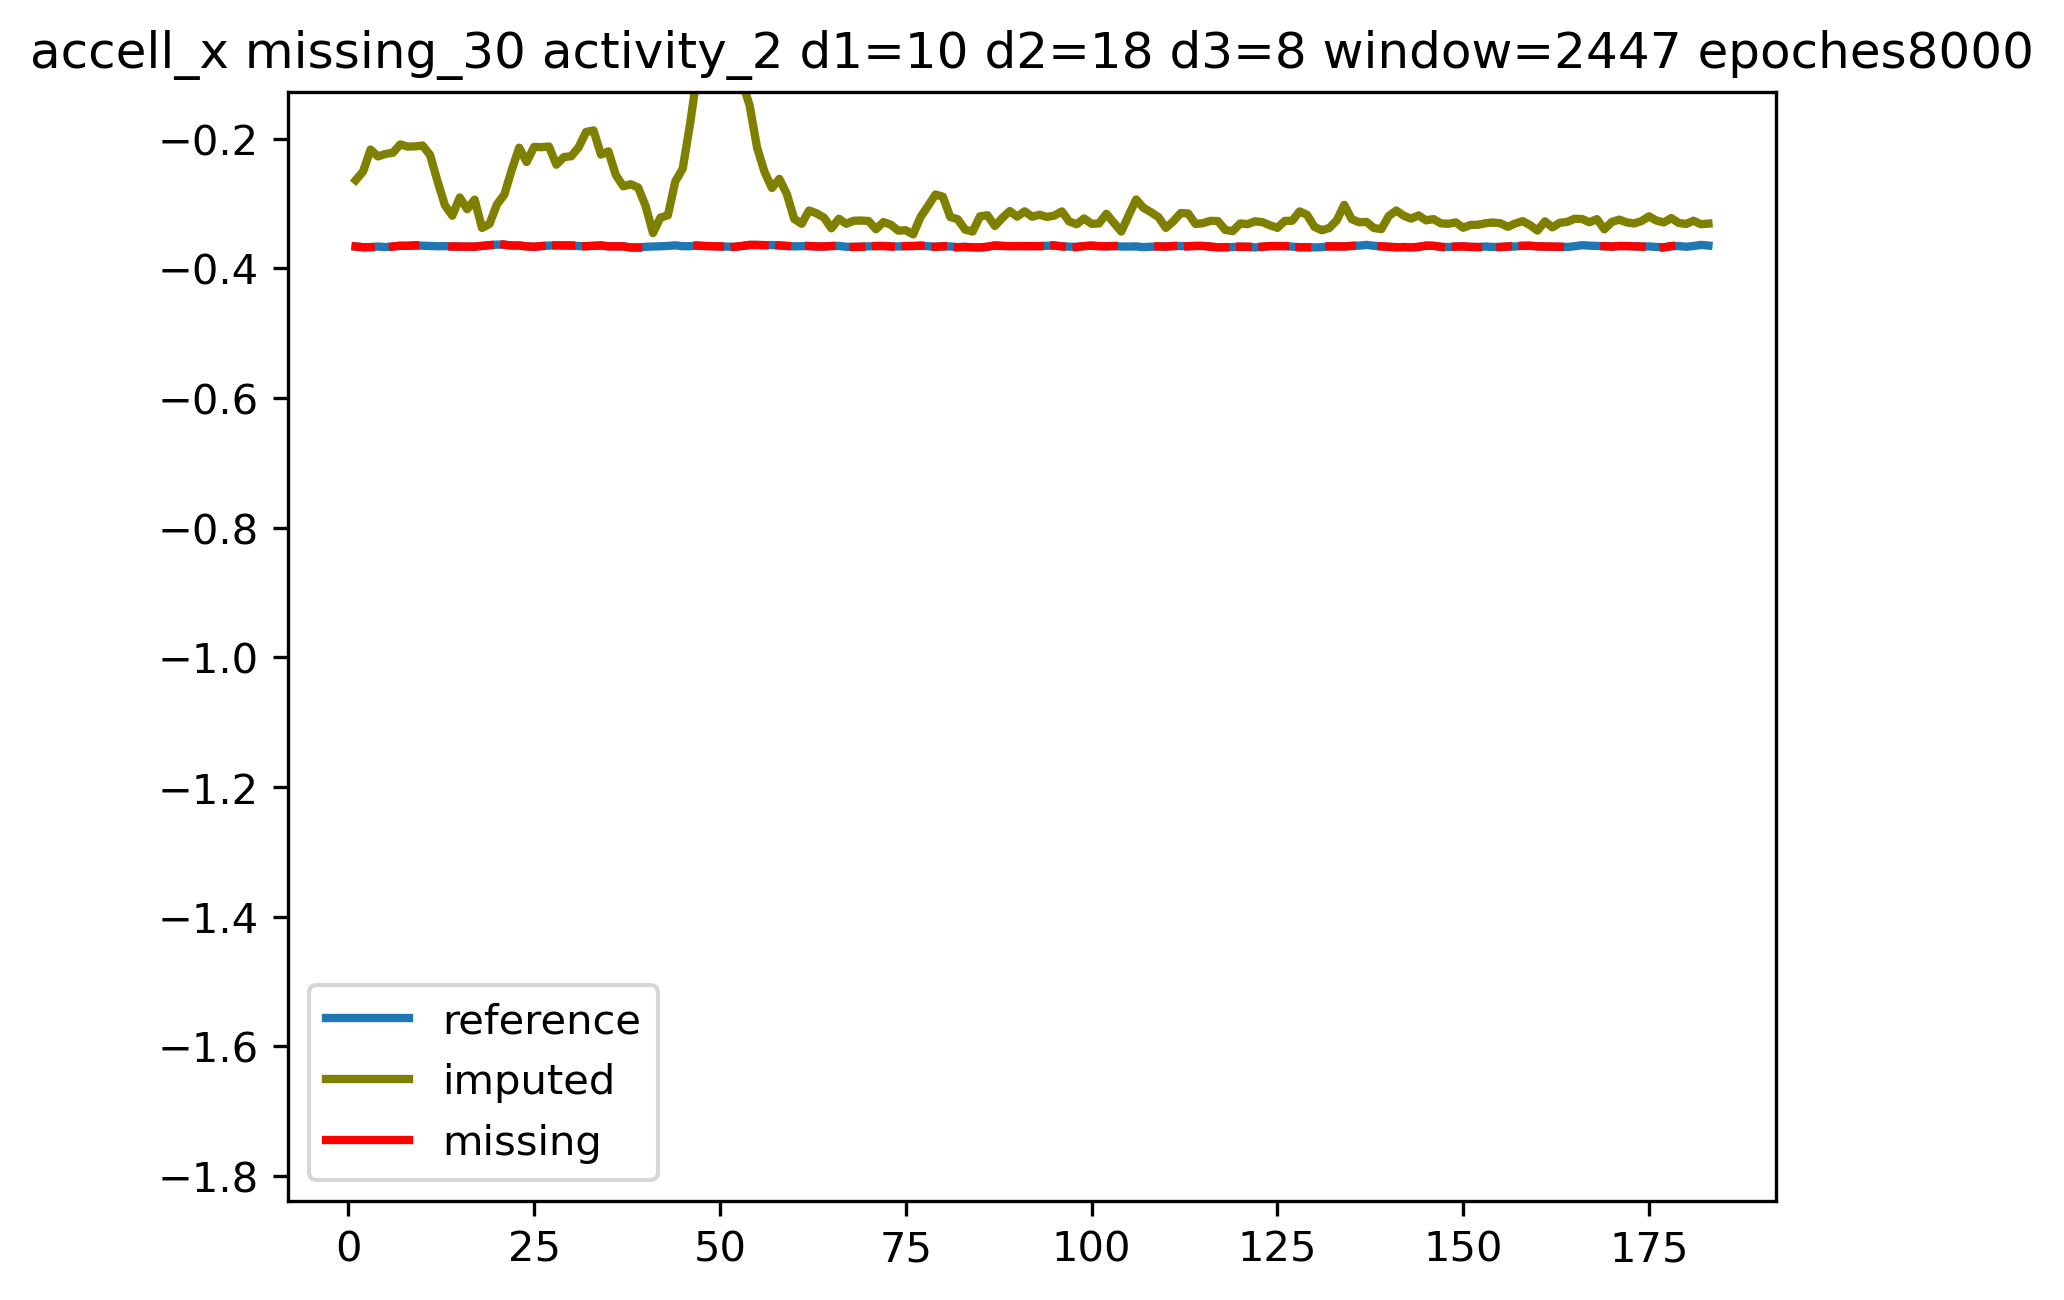 accell_x missing_30 activity_2 d1=10 d2=18 d3=8 window=2447 epoches8000
−0.2
−0.4
−0.6
−0.8
−1.0
−1.2
−1.4
−1.6
−1.8
reference
imputed
missing
0 25 50 75 100 125 150 175